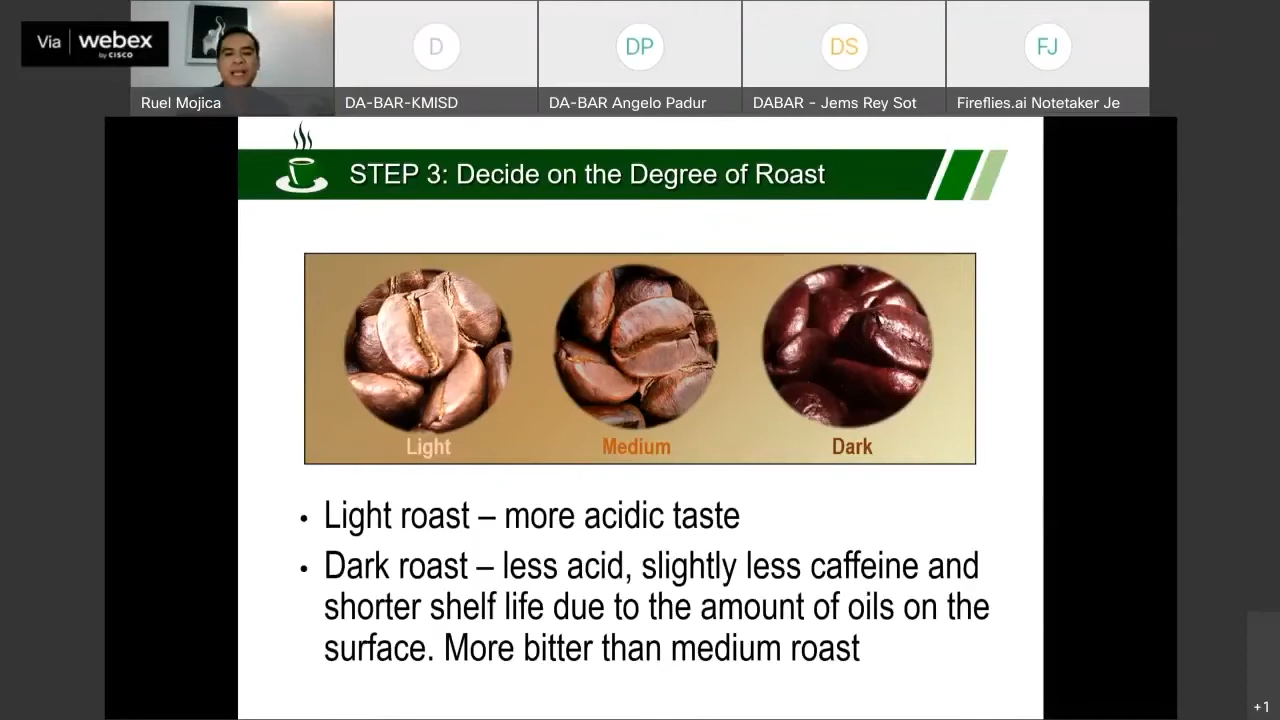 Via webex
by CISCO
D
DP
DS
FJ
Ruel Mojica
DA-BAR-KMISD
DA-BAR Angelo Padur
DABAR - Jems Rey Sot
Fireflies.ai Notetaker Je
STEP 3: Decide on the Degree of Roast
Light
Medium
Dark
• Light roast – more acidic taste
• Dark roast – less acid, slightly less caffeine and
shorter shelf life due to the amount of oils on the
surface. More bitter than medium roast
+1